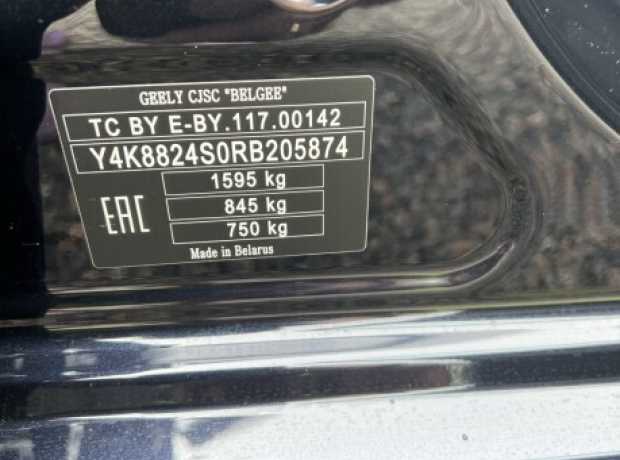 GEELY CJSC "BELGEE"
TC BY E-BY.117.00142
Y4K8824S0RB205874
1595 kg
845 kg
EAC
750 kg
Made in Belarus